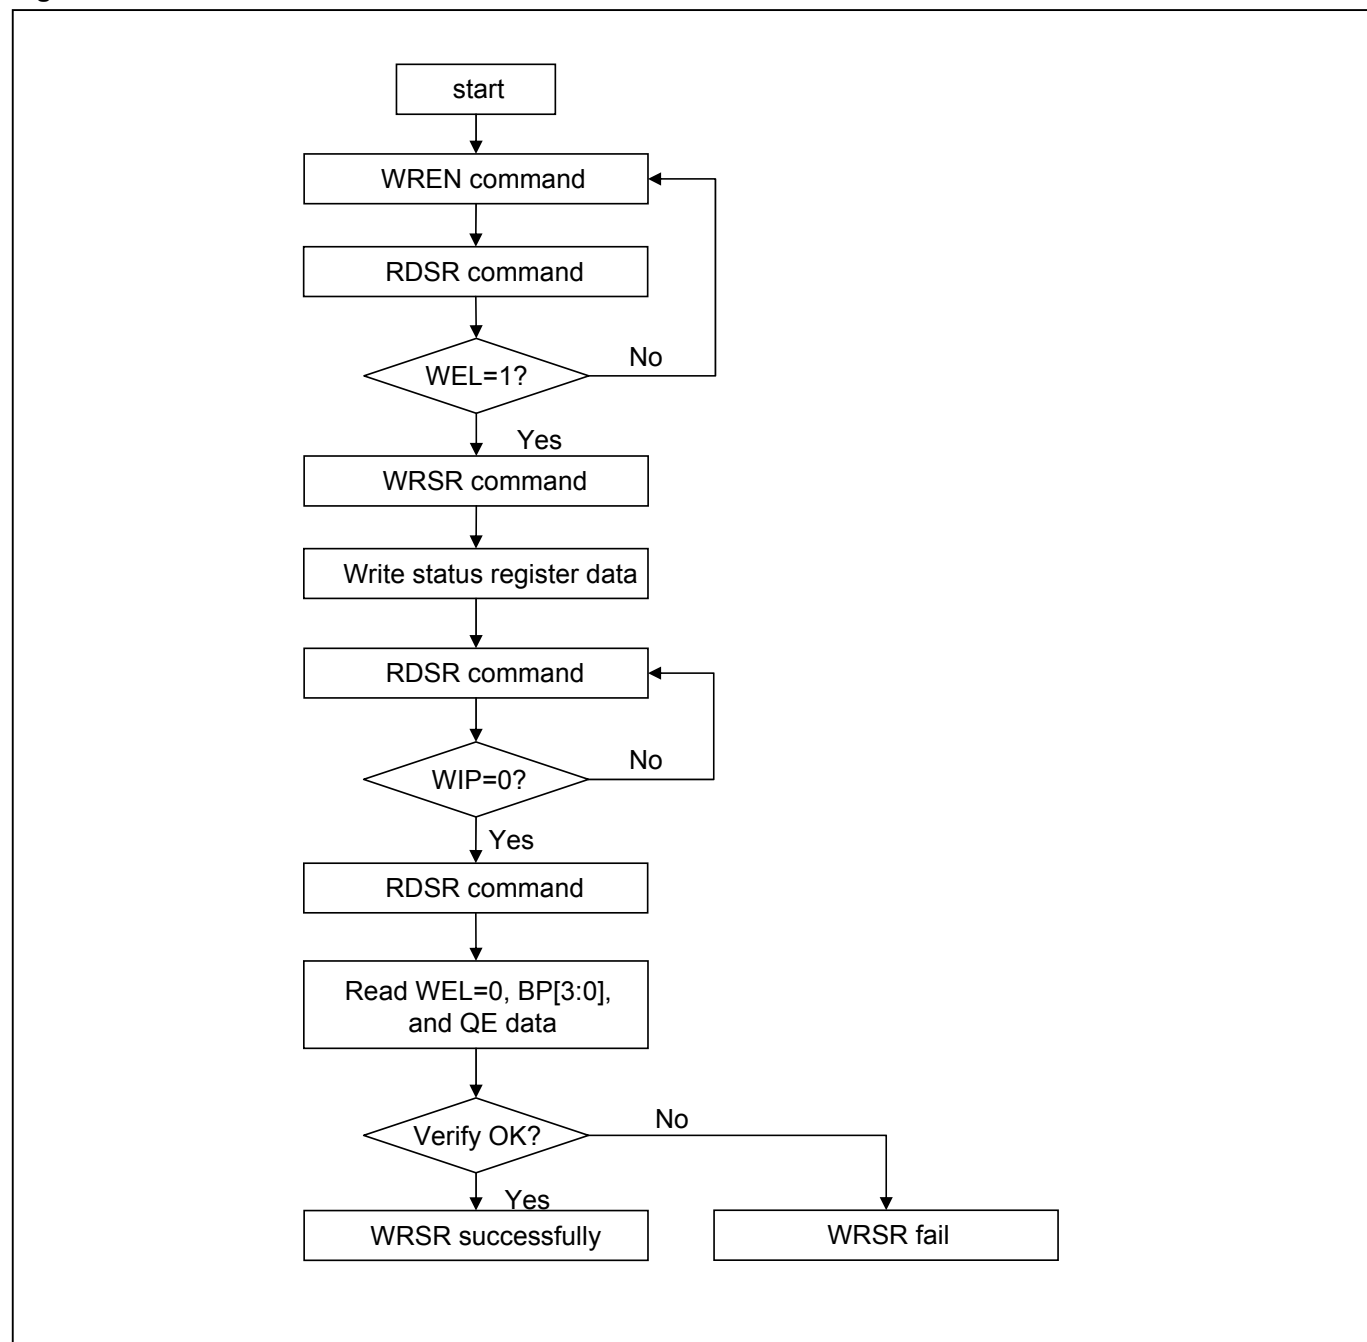 start
WREN command
RDSR command
WEL=1?
No
Yes
WRSR command
Write status register data
RDSR command
WIP=0?
No
Yes
RDSR command
Read WEL=0, BP[3:0],
and QE data
Verify OK?
No
Yes
WRSR successfully
WRSR fail